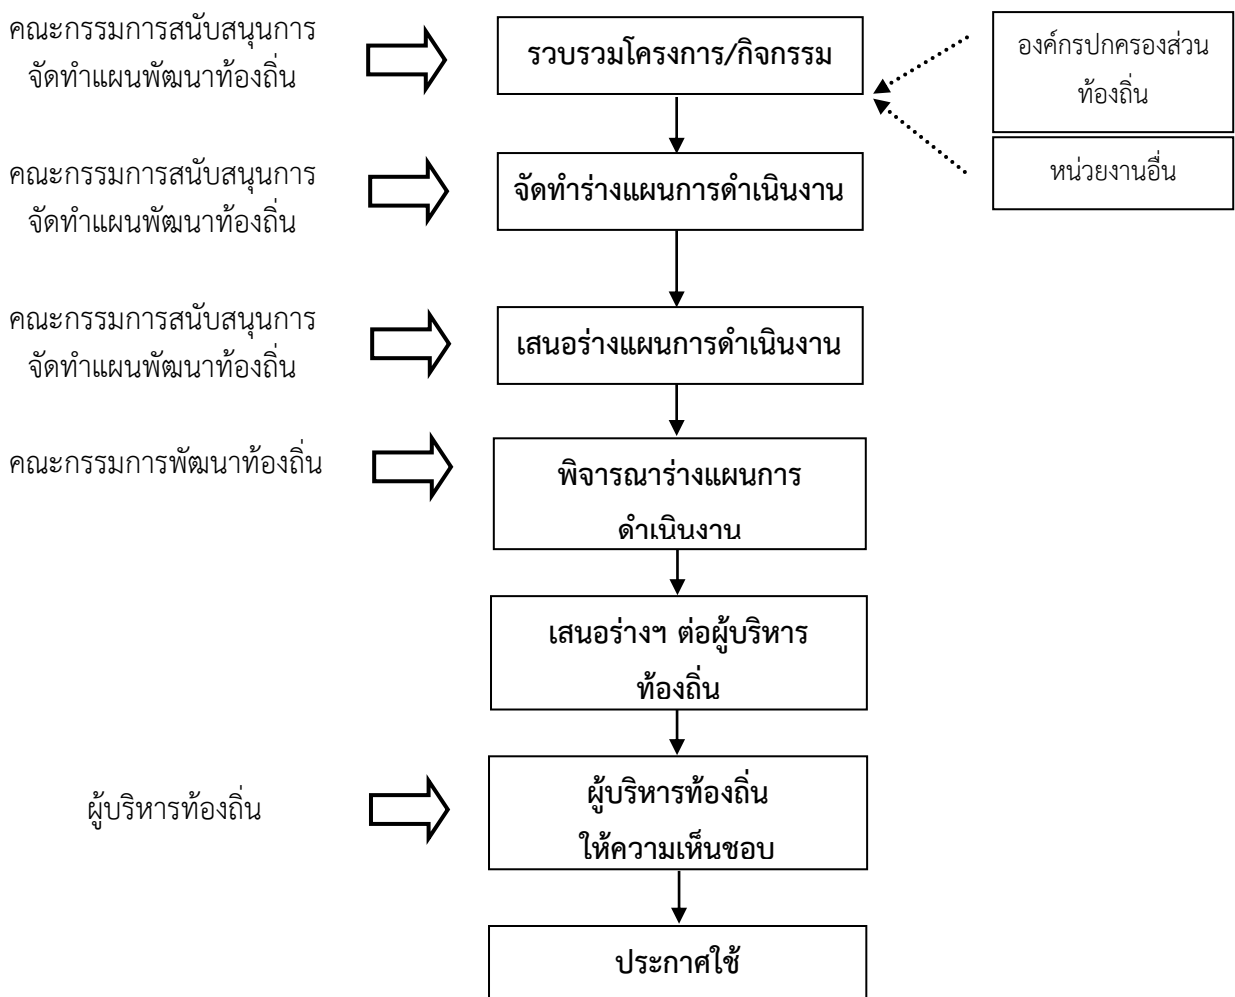 คณะกรรมการสนับสนุนการ
จัดทำแผนพัฒนาท้องถิ่น
รวบรวมโครงการ/กิจกรรม
องค์กรปกครองส่วน
ท้องถิ่น
หน่วยงานอื่น
คณะกรรมการสนับสนุนการ
จัดทำแผนพัฒนาท้องถิ่น
จัดทำร่างแผนการดำเนินงาน
คณะกรรมการสนับสนุนการ
จัดทำแผนพัฒนาท้องถิ่น
เสนอร่างแผนการดำเนินงาน
คณะกรรมการพัฒนาท้องถิ่น
พิจารณาร่างแผนการ
ดำเนินงาน
เสนอร่างฯ ต่อผู้บริหาร
ท้องถิ่น
ผู้บริหารท้องถิ่น
ผู้บริหารท้องถิ่น
ให้ความเห็นชอบ
ประกาศใช้